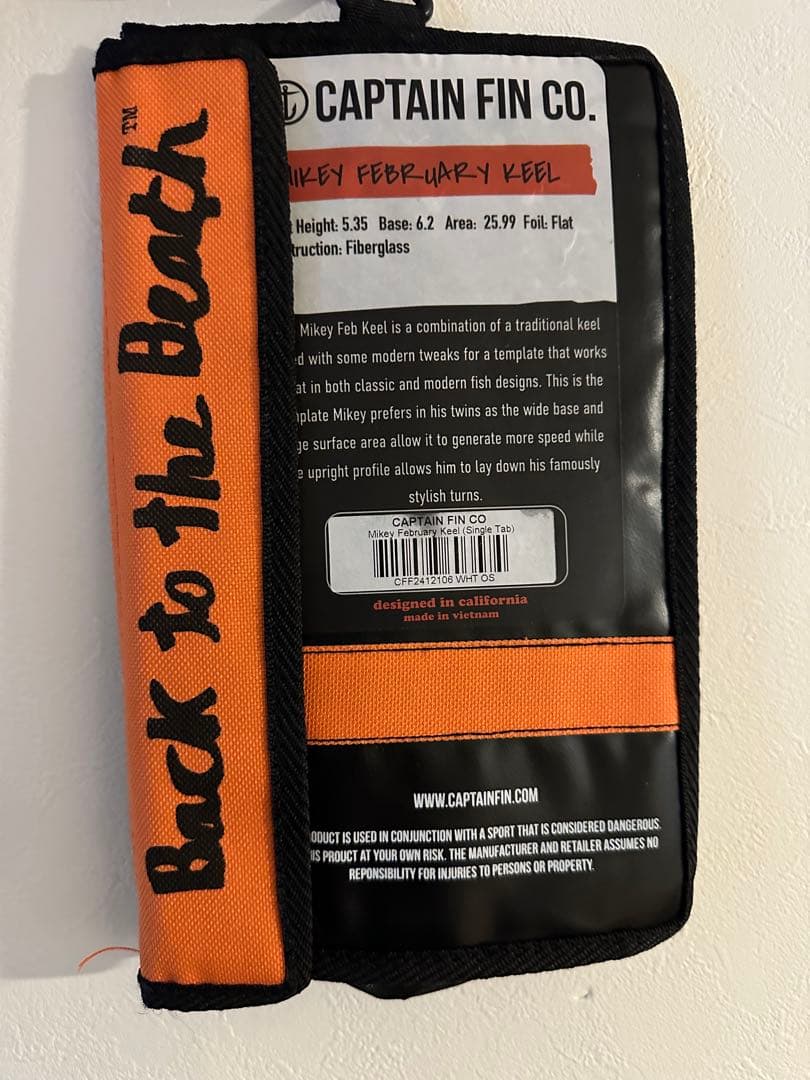 Back to the Beach™
CAPTAIN FIN CO.
MIKEY FEBRUARY KEEL
Height: 5.35 Base: 6.2 Area: 25.99 Foil: Flat
truction: Fiberglass
Mikey Feb Keel is a combination of a traditional keel
d with some modern tweaks for a template that works
at in both classic and modern fish designs. This is the
plate Mikey prefers in his twins as the wide base and
ge surface area allow it to generate more speed while
e upright profile allows him to lay down his famously
stylish turns.
CAPTAIN FIN CO
Mikey February Keel (Single Tab)
CFF2412106 WHT OS
designed in california
made in vietnam
WWW.CAPTAINFIN.COM
ODUCT IS USED IN CONJUNCTION WITH A SPORT THAT IS CONSIDERED DANGEROUS.
IS PROUCT AT YOUR OWN RISK. THE MANUFACTURER AND RETAILER ASSUMES NO
REPONSIBILITY FOR INJURIES TO PERSONS OR PROPERTY.